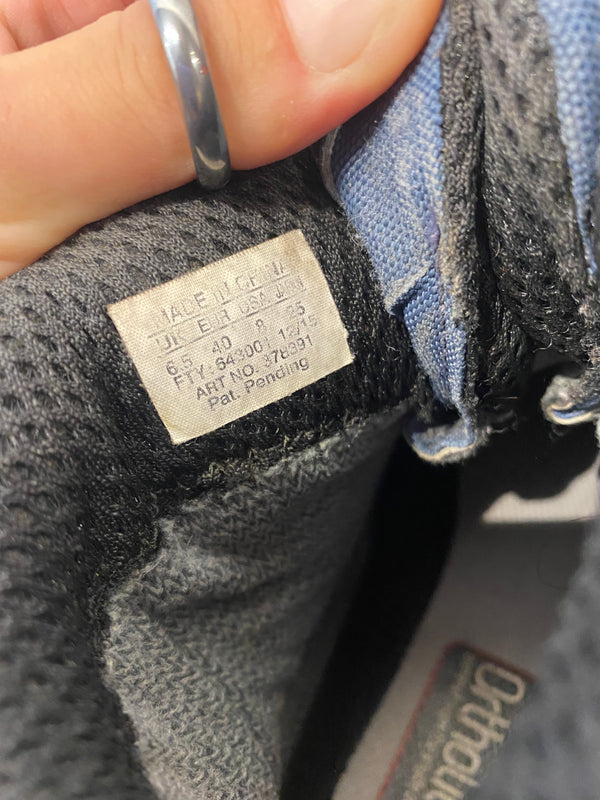 MADE IN CHINA
UK EUR USA JPN
6.5 40 8 25
FTY. 543001 12/15
ART NO. 378391
Pat. Pending